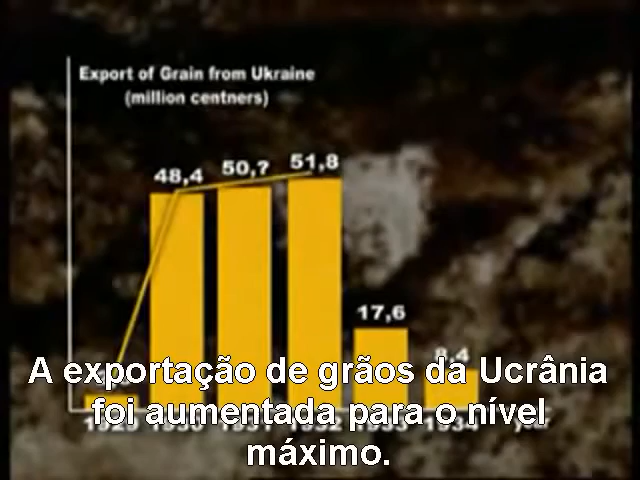 Export of Grain from Ukraine
(million centners)
48,4
50,7
51,8
17,6
A exportação de grãos da Ucrânia
foi aumentada para o nível
máximo.